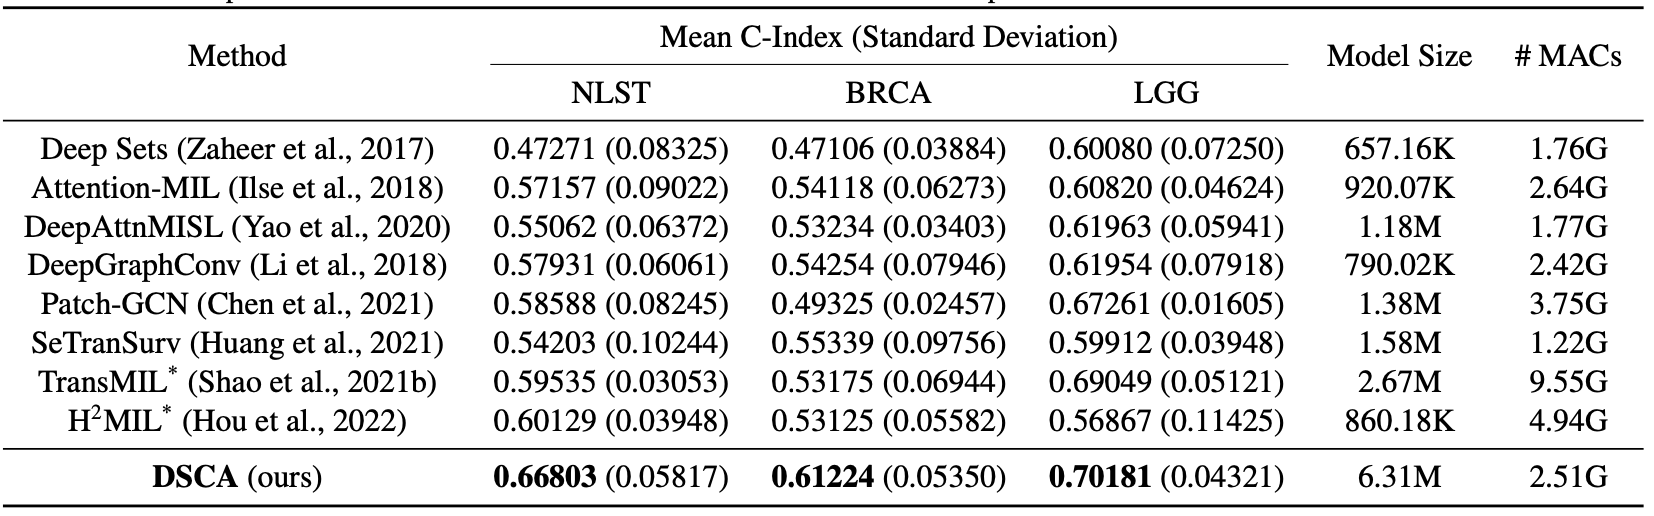 Method Mean C-Index (Standard Deviation) Model Size # MACs
NLST BRCA LGG
Deep Sets (Zaheer et al., 2017) 0.47271 (0.08325) 0.47106 (0.03884) 0.60080 (0.07250) 657.16K 1.76G
Attention-MIL (Ilse et al., 2018) 0.57157 (0.09022) 0.54118 (0.06273) 0.60820 (0.04624) 920.07K 2.64G
DeepAttnMISL (Yao et al., 2020) 0.55062 (0.06372) 0.53234 (0.03403) 0.61963 (0.05941) 1.18M 1.77G
DeepGraphConv (Li et al., 2018) 0.57931 (0.06061) 0.54254 (0.07946) 0.61954 (0.07918) 790.02K 2.42G
Patch-GCN (Chen et al., 2021) 0.58588 (0.08245) 0.49325 (0.02457) 0.67261 (0.01605) 1.38M 3.75G
SeTranSurv (Huang et al., 2021) 0.54203 (0.10244) 0.55339 (0.09756) 0.59912 (0.03948) 1.58M 1.22G
TransMIL* (Shao et al., 2021b) 0.59535 (0.03053) 0.53175 (0.06944) 0.69049 (0.05121) 2.67M 9.55G
H²MIL* (Hou et al., 2022) 0.60129 (0.03948) 0.53125 (0.05582) 0.56867 (0.11425) 860.18K 4.94G
DSCA (ours) 0.66803 (0.05817) 0.61224 (0.05350) 0.70181 (0.04321) 6.31M 2.51G